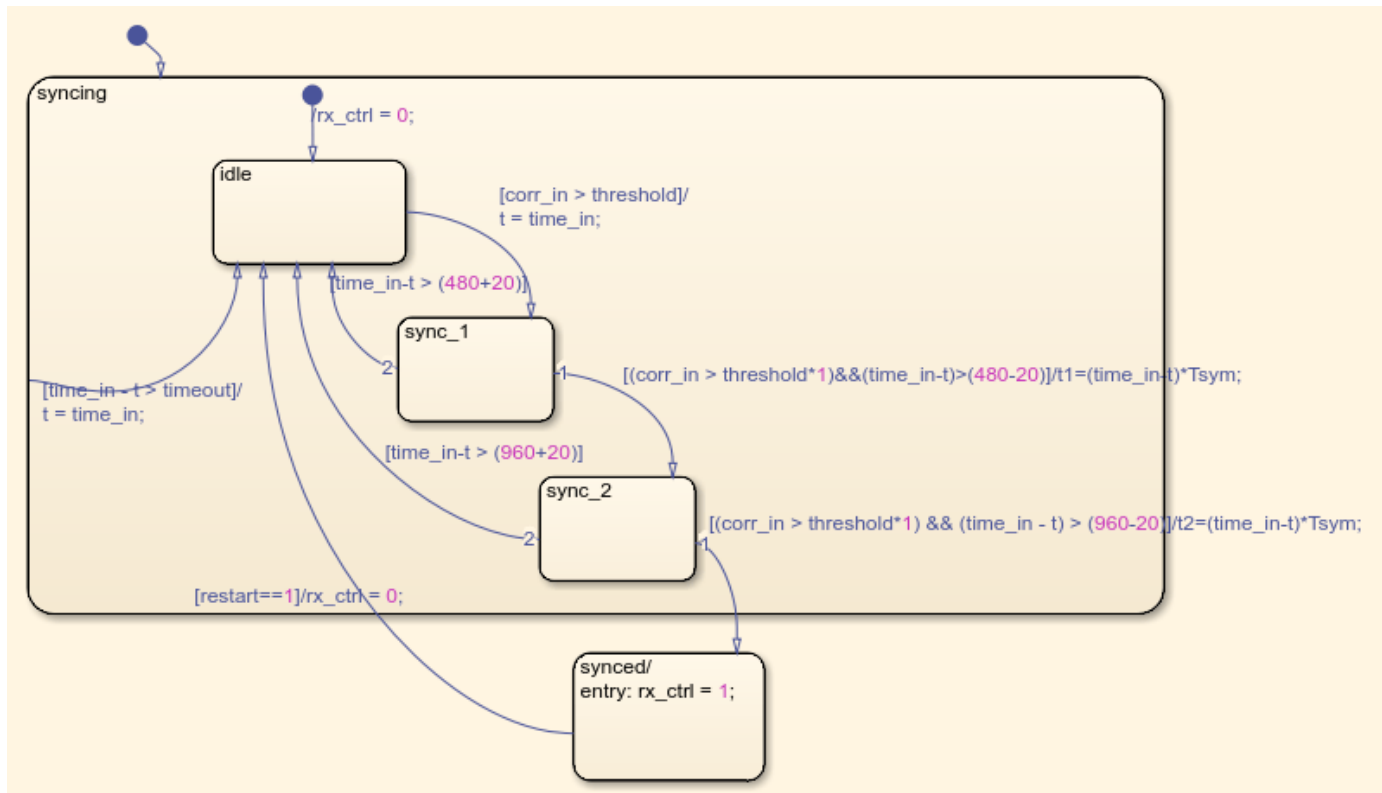 syncing
/rx_ctrl = 0;
idle
[corr_in > threshold]/
t = time_in;
[time_in-t > (480+20)]
sync_1
2
1
[(corr_in > threshold*1)&&(time_in-t)>(480-20)]/t1=(time_in-t)*Tsym;
[time_in - t > timeout]/
t = time_in;
[time_in-t > (960+20)]
sync_2
[(corr_in > threshold*1) && (time_in - t) > (960-20)]/t2=(time_in-t)*Tsym;
2
1
[restart==1]/rx_ctrl = 0;
synced/
entry: rx_ctrl = 1;